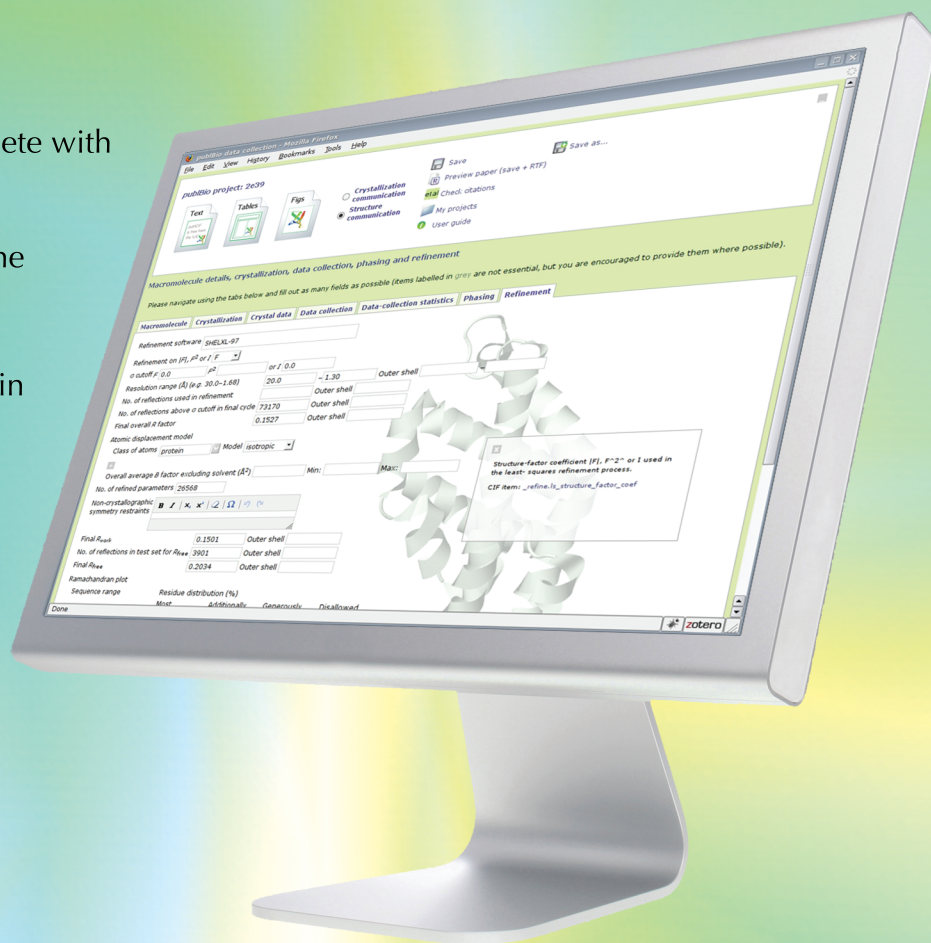 ete with
ne
in
publBio data collection - Mozilla Firefox
File Edit View History Bookmarks Tools Help
publBio project: 2e39
Text Tables Figs
Crystallization communication
Structure communication
Save
Save as...
Preview paper (save + RTF)
etal Check: citations
My projects
User guide
Macromolecule details, crystallization, data collection, phasing and refinement
Please navigate using the tabs below and fill out as many fields as possible (items labelled in grey are not essential, but you are encouraged to provide them where possible).
Macromolecule Crystallization Crystal data Data collection Data-collection statistics Phasing Refinement
Refinement software SHELXL-97
Refinement on |F|, F² or I F
σ cutoff F 0.0 F² or I 0.0
Resolution range (Å) (e.g. 30.0–1.68) 20.0 – 1.30 Outer shell –
No. of reflections used in refinement Outer shell
No. of reflections above σ cutoff in final cycle 73170 Outer shell
Final overall R factor 0.1527 Outer shell
Atomic displacement model
Class of atoms protein Model isotropic
Overall average B factor excluding solvent (Å²) Min: Max:
No. of refined parameters 26568
Non-crystallographic symmetry restraints B I x, x² Ω
Final Rwork 0.1501 Outer shell
No. of reflections in test set for Rfree 3901 Outer shell
Final Rfree 0.2034 Outer shell
Ramachandran plot
Sequence range Residue distribution (%)
Most Additionally Generously Disallowed
Structure-factor coefficient |F|, F^2^ or I used in
the least- squares refinement process.
CIF item: _refine.ls_structure_factor_coef
Done
zotero